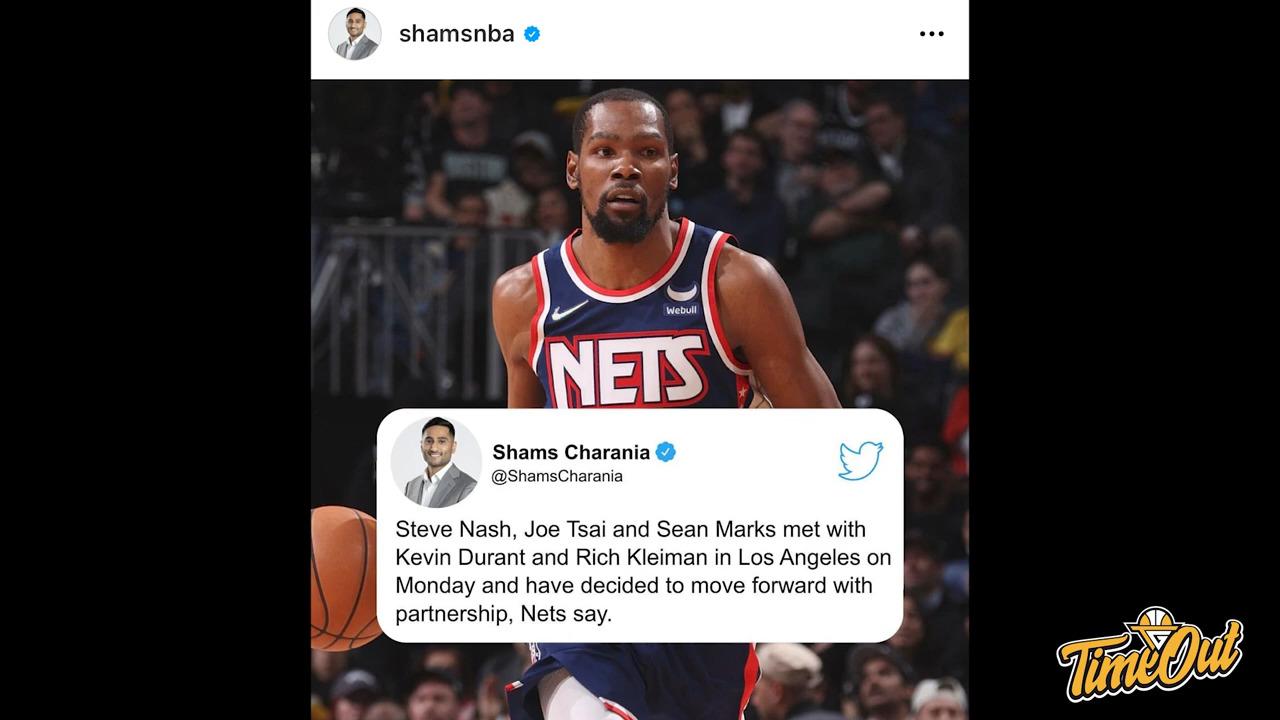 shamsnba
Webull
NETS
Shams Charania
@ShamsCharania
Steve Nash, Joe Tsai and Sean Marks met with
Kevin Durant and Rich Kleiman in Los Angeles on
Monday and have decided to move forward with
partnership, Nets say.
TimeOut